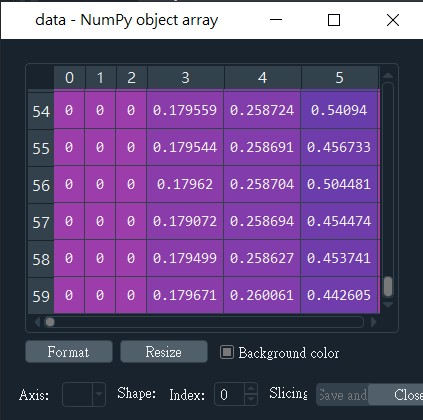 data - NumPy object array
0 1 2 3 4 5
54 0 0 0 0.179559 0.258724 0.54094
55 0 0 0 0.179544 0.258691 0.456733
56 0 0 0 0.17962 0.258704 0.504481
57 0 0 0 0.179072 0.258694 0.454474
58 0 0 0 0.179499 0.258627 0.453741
59 0 0 0 0.179671 0.260061 0.442605
Format Resize Background color
Axis: Shape: Index: 0 Slicing Save and Close